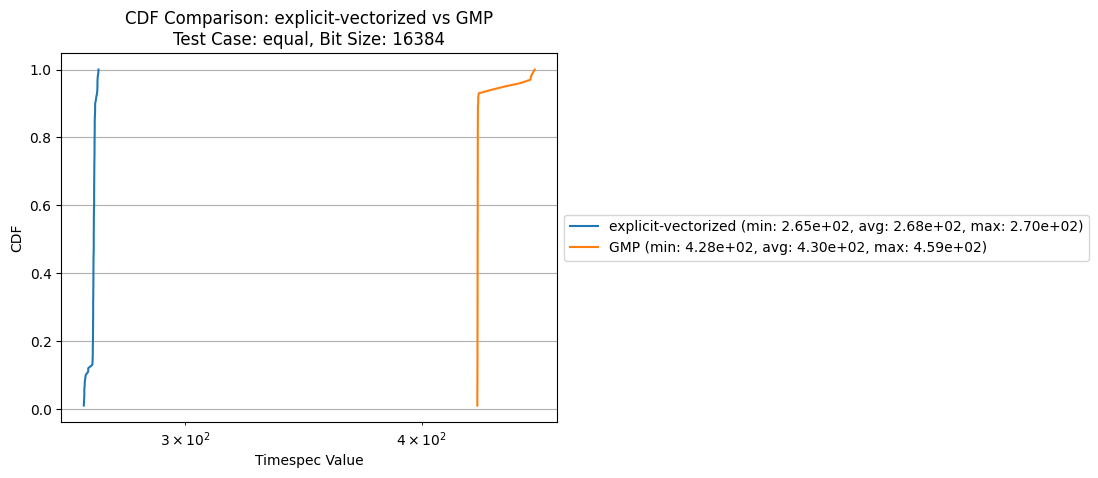 CDF Comparison: explicit-vectorized vs GMP
Test Case: equal, Bit Size: 16384
1.0
0.8
0.6
0.4
0.2
0.0
CDF
3 × 10²
4 × 10²
Timespec Value
explicit-vectorized (min: 2.65e+02, avg: 2.68e+02, max: 2.70e+02)
GMP (min: 4.28e+02, avg: 4.30e+02, max: 4.59e+02)